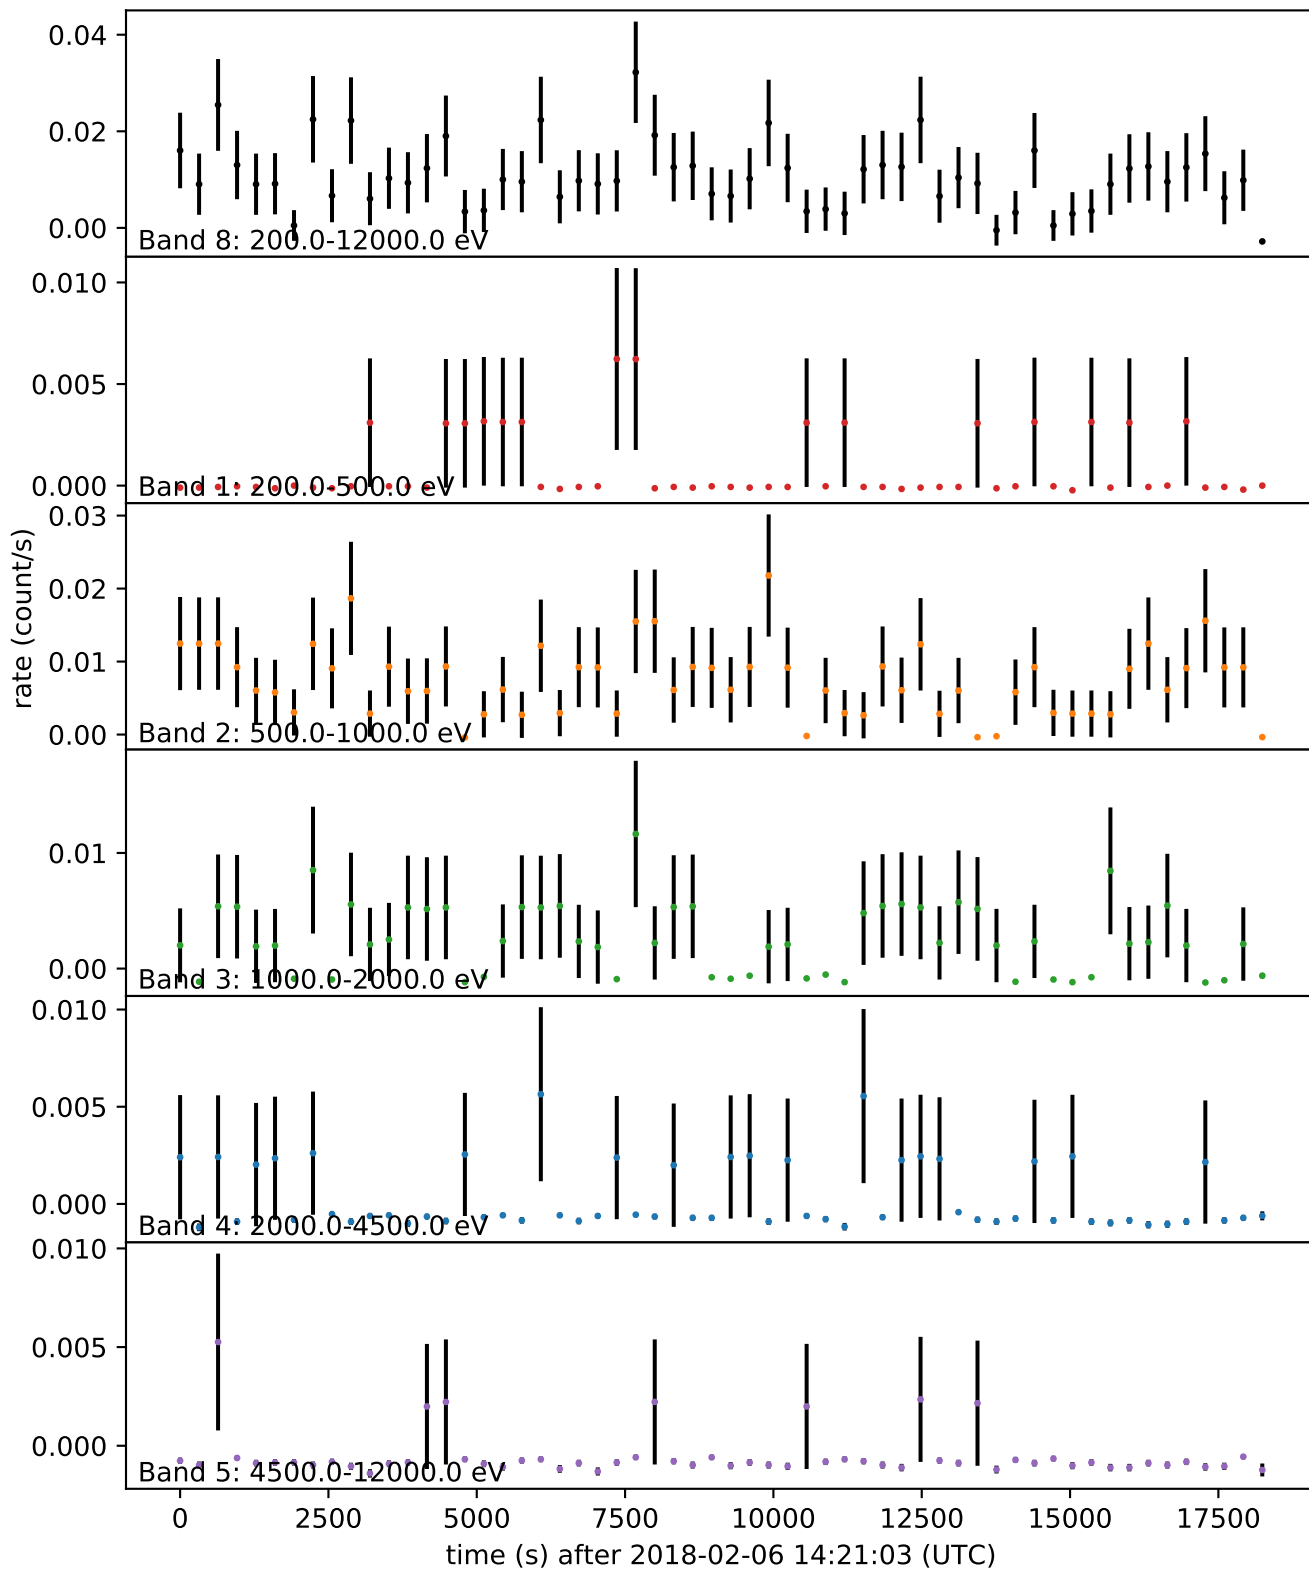 0.04
0.02
0.00
Band 8: 200.0-12000.0 eV
0.010
0.005
0.000
Band 1: 200.0-500.0 eV
0.03
0.02
0.01
0.00
Band 2: 500.0-1000.0 eV
rate (count/s)
0.01
0.00
Band 3: 1000.0-2000.0 eV
0.010
0.005
0.000
Band 4: 2000.0-4500.0 eV
0.010
0.005
0.000
Band 5: 4500.0-12000.0 eV
0 2500 5000 7500 10000 12500 15000 17500
time (s) after 2018-02-06 14:21:03 (UTC)